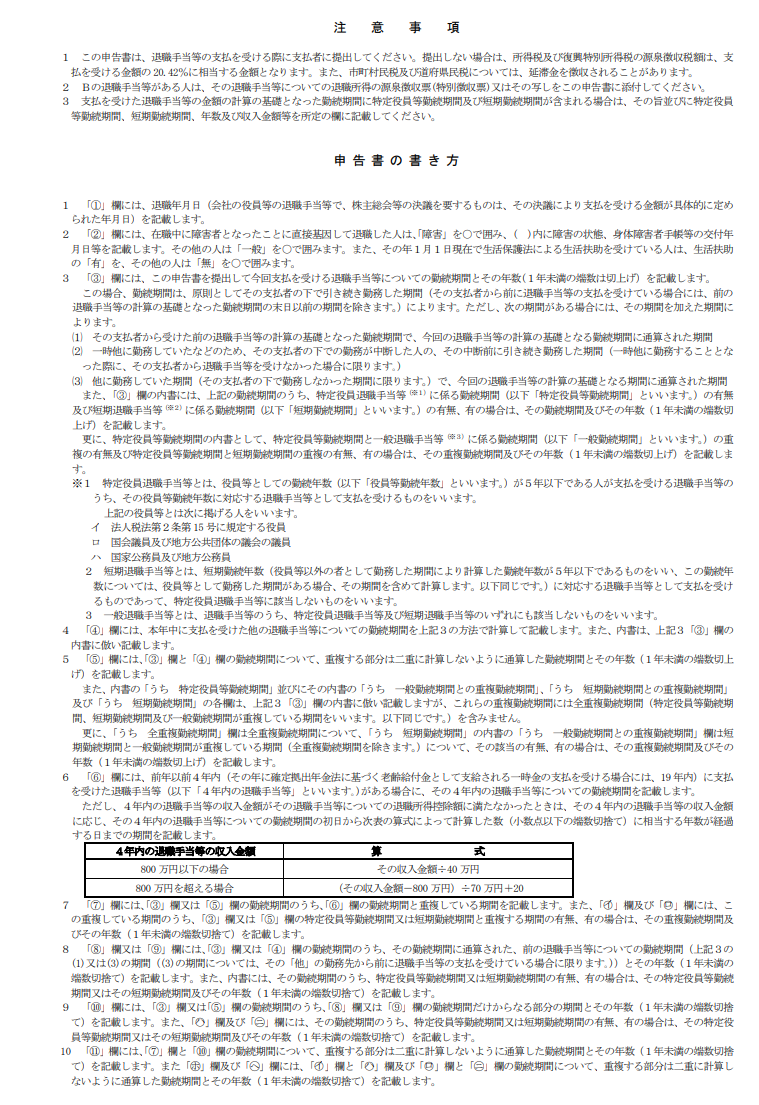 注　意　事　項
１　この申告書は、退職手当等の支払を受ける際に支払者に提出してください。提出しない場合は、所得税及び復興特別所得税の源泉徴収税額は、支
払を受ける金額の20.42％に相当する金額となります。また、市町村民税及び道府県民税については、延滞金を徴収されることがあります。
２　Ｂの退職手当等がある人は、その退職手当等についての退職所得の源泉徴収票(特別徴収票)又はその写しをこの申告書に添付してください。
３　支払を受けた退職手当等の金額の計算の基礎となった勤続期間に特定役員等勤続期間及び短期勤続期間が含まれる場合は、その旨並びに特定役員
等勤続期間、短期勤続期間、年数及び収入金額等を所定の欄に記載してください。
申告書の書き方
１　「①」欄には、退職年月日（会社の役員等の退職手当等で、株主総会等の決議を要するものは、その決議により支払を受ける金額が具体的に定め
られた年月日）を記載します。
２　「②」欄には、在職中に障害者となったことに直接基因して退職した人は、「障害」を○で囲み、（　）内に障害の状態、身体障害者手帳等の交付年
月日等を記載します。その他の人は「一般」を○で囲みます。また、その年１月１日現在で生活保護法による生活扶助を受けている人は、生活扶助
の「有」を、その他の人は「無」を○で囲みます。
３　「③」欄には、この申告書を提出して今回支払を受ける退職手当等についての勤続期間とその年数（１年未満の端数は切上げ）を記載します。
この場合、勤続期間は、原則としてその支払者の下で引き続き勤務した期間（その支払者から前に退職手当等の支払を受けている場合には、前の
退職手当等の計算の基礎となった勤続期間の末日以前の期間を除きます。）によります。ただし、次の期間がある場合には、その期間を加えた期間に
よります。
⑴　その支払者から受けた前の退職手当等の計算の基礎となった勤続期間で、今回の退職手当等の計算の基礎となる勤続期間に通算された期間
⑵　一時他に勤務していたなどのため、その支払者の下での勤務が中断した人の、その中断前に引き続き勤務した期間（一時他に勤務することとな
った際に、その支払者から退職手当等を受けなかった場合に限ります。）
⑶　他に勤務していた期間（その支払者の下で勤務しなかった期間に限ります。）で、今回の退職手当等の計算の基礎となる期間に通算された期間
また、「③」欄の内書には、上記の勤続期間のうち、特定役員退職手当等（※１）に係る勤続期間（以下「特定役員等勤続期間」といいます。）の有無
及び短期退職手当等（※２）に係る勤続期間（以下「短期勤続期間」といいます。）の有無、有の場合は、その勤続期間及びその年数（１年未満の端数切
上げ）を記載します。
更に、特定役員等勤続期間の内書として、特定役員等勤続期間と一般退職手当等（※３）に係る勤続期間（以下「一般勤続期間」といいます。）の重
複の有無及び特定役員等勤続期間と短期勤続期間の重複の有無、有の場合は、その重複勤続期間及びその年数（１年未満の端数切上げ）を記載しま
す。
※１　特定役員退職手当等とは、役員等としての勤続年数（以下「役員等勤続年数」といいます。）が５年以下である人が支払を受ける退職手当等の
うち、その役員等勤続年数に対応する退職手当等として支払を受けるものをいいます。
上記の役員等とは次に掲げる人をいいます。
イ　法人税法第２条第15号に規定する役員
ロ　国会議員及び地方公共団体の議会の議員
ハ　国家公務員及び地方公務員
２　短期退職手当等とは、短期勤続年数（役員等以外の者として勤務した期間により計算した勤続年数が５年以下であるものをいい、この勤続年
数については、役員等として勤務した期間がある場合、その期間を含めて計算します。以下同じです。）に対応する退職手当等として支払を受け
るものであって、特定役員退職手当等に該当しないものをいいます。
３　一般退職手当等とは、退職手当等のうち、特定役員退職手当等及び短期退職手当等のいずれにも該当しないものをいいます。
４　「④」欄には、本年中に支払を受けた他の退職手当等についての勤続期間を上記３の方法で計算して記載します。また、内書は、上記３「③」欄の
内書に倣い記載します。
５　「⑤」欄には、「③」欄と「④」欄の勤続期間について、重複する部分は二重に計算しないように通算した勤続期間とその年数（１年未満の端数切上
げ）を記載します。
また、内書の「うち　特定役員等勤続期間」並びにその内書の「うち　一般勤続期間との重複勤続期間」、「うち　短期勤続期間との重複勤続期間」
及び「うち　短期勤続期間」の各欄は、上記３「③」欄の内書に倣い記載しますが、これらの重複勤続期間には全重複勤続期間（特定役員等勤続期
間、短期勤続期間及び一般勤続期間が重複している期間をいいます。以下同じです。）を含みません。
更に、「うち　全重複勤続期間」欄は全重複勤続期間について、「うち　短期勤続期間」の内書の「うち　一般勤続期間との重複勤続期間」欄は短
期勤続期間と一般勤続期間が重複している期間（全重複勤続期間を除きます。）について、その該当の有無、有の場合は、その重複勤続期間及びその
年数（１年未満の端数切上げ）を記載します。
６　「⑥」欄には、前年以前４年内（その年に確定拠出年金法に基づく老齢給付金として支給される一時金の支払を受ける場合には、19年内）に支払
を受けた退職手当等（以下「４年内の退職手当等」といいます。）がある場合に、その４年内の退職手当等についての勤続期間を記載します。
ただし、４年内の退職手当等の収入金額がその退職手当等についての退職所得控除額に満たなかったときは、その４年内の退職手当等の収入金額
に応じ、その４年内の退職手当等についての勤続期間の初日から次表の算式によって計算した数（小数点以下の端数切捨て）に相当する年数が経過
する日までの期間を記載します。
４年内の退職手当等の収入金額　算　式
800万円以下の場合　その収入金額÷40万円
800万円を超える場合　（その収入金額－800万円）÷70万円＋20
７　「⑦」欄には、「③」欄又は「⑤」欄の勤続期間のうち、「⑥」欄の勤続期間と重複している期間を記載します。また、「㋑」欄及び「㋺」欄には、こ
の重複している期間のうち、「③」欄又は「⑤」欄の特定役員等勤続期間又は短期勤続期間と重複する期間の有無、有の場合は、その重複勤続期間及
びその年数（１年未満の端数切捨て）を記載します。
８　「⑧」欄又は「⑨」欄には、「③」欄又は「④」欄の勤続期間のうち、その勤続期間に通算された、前の退職手当等についての勤続期間（上記３の
⑴又は⑶の期間（⑶の期間については、その「他」の勤務先から前に退職手当等の支払を受けている場合に限ります。））とその年数（１年未満の
端数切捨て）を記載します。また、内書には、その勤続期間のうち、特定役員等勤続期間又は短期勤続期間の有無、有の場合は、その特定役員等勤続
期間又はその短期勤続期間及びその年数（１年未満の端数切捨て）を記載します。
９　「⑩」欄には、「③」欄又は「⑤」欄の勤続期間のうち、「⑧」欄又は「⑨」欄の勤続期間だけからなる部分の期間とその年数（１年未満の端数切捨
て）を記載します。また、「㋩」欄及び「㊁」欄には、その勤続期間のうち、特定役員等勤続期間又は短期勤続期間の有無、有の場合は、その特定役
員等勤続期間又はその短期勤続期間及びその年数（１年未満の端数切捨て）を記載します。
10　「⑪」欄には、「⑦」欄と「⑩」欄の勤続期間について、重複する部分は二重に計算しないように通算した勤続期間とその年数（１年未満の端数切捨
て）を記載します。また「㋭」欄及び「㋬」欄には、「㋑」欄と「㋩」欄及び「㋺」欄と「㊁」欄の勤続期間について、重複する部分は二重に計算し
ないように通算した勤続期間とその年数（１年未満の端数切捨て）を記載します。